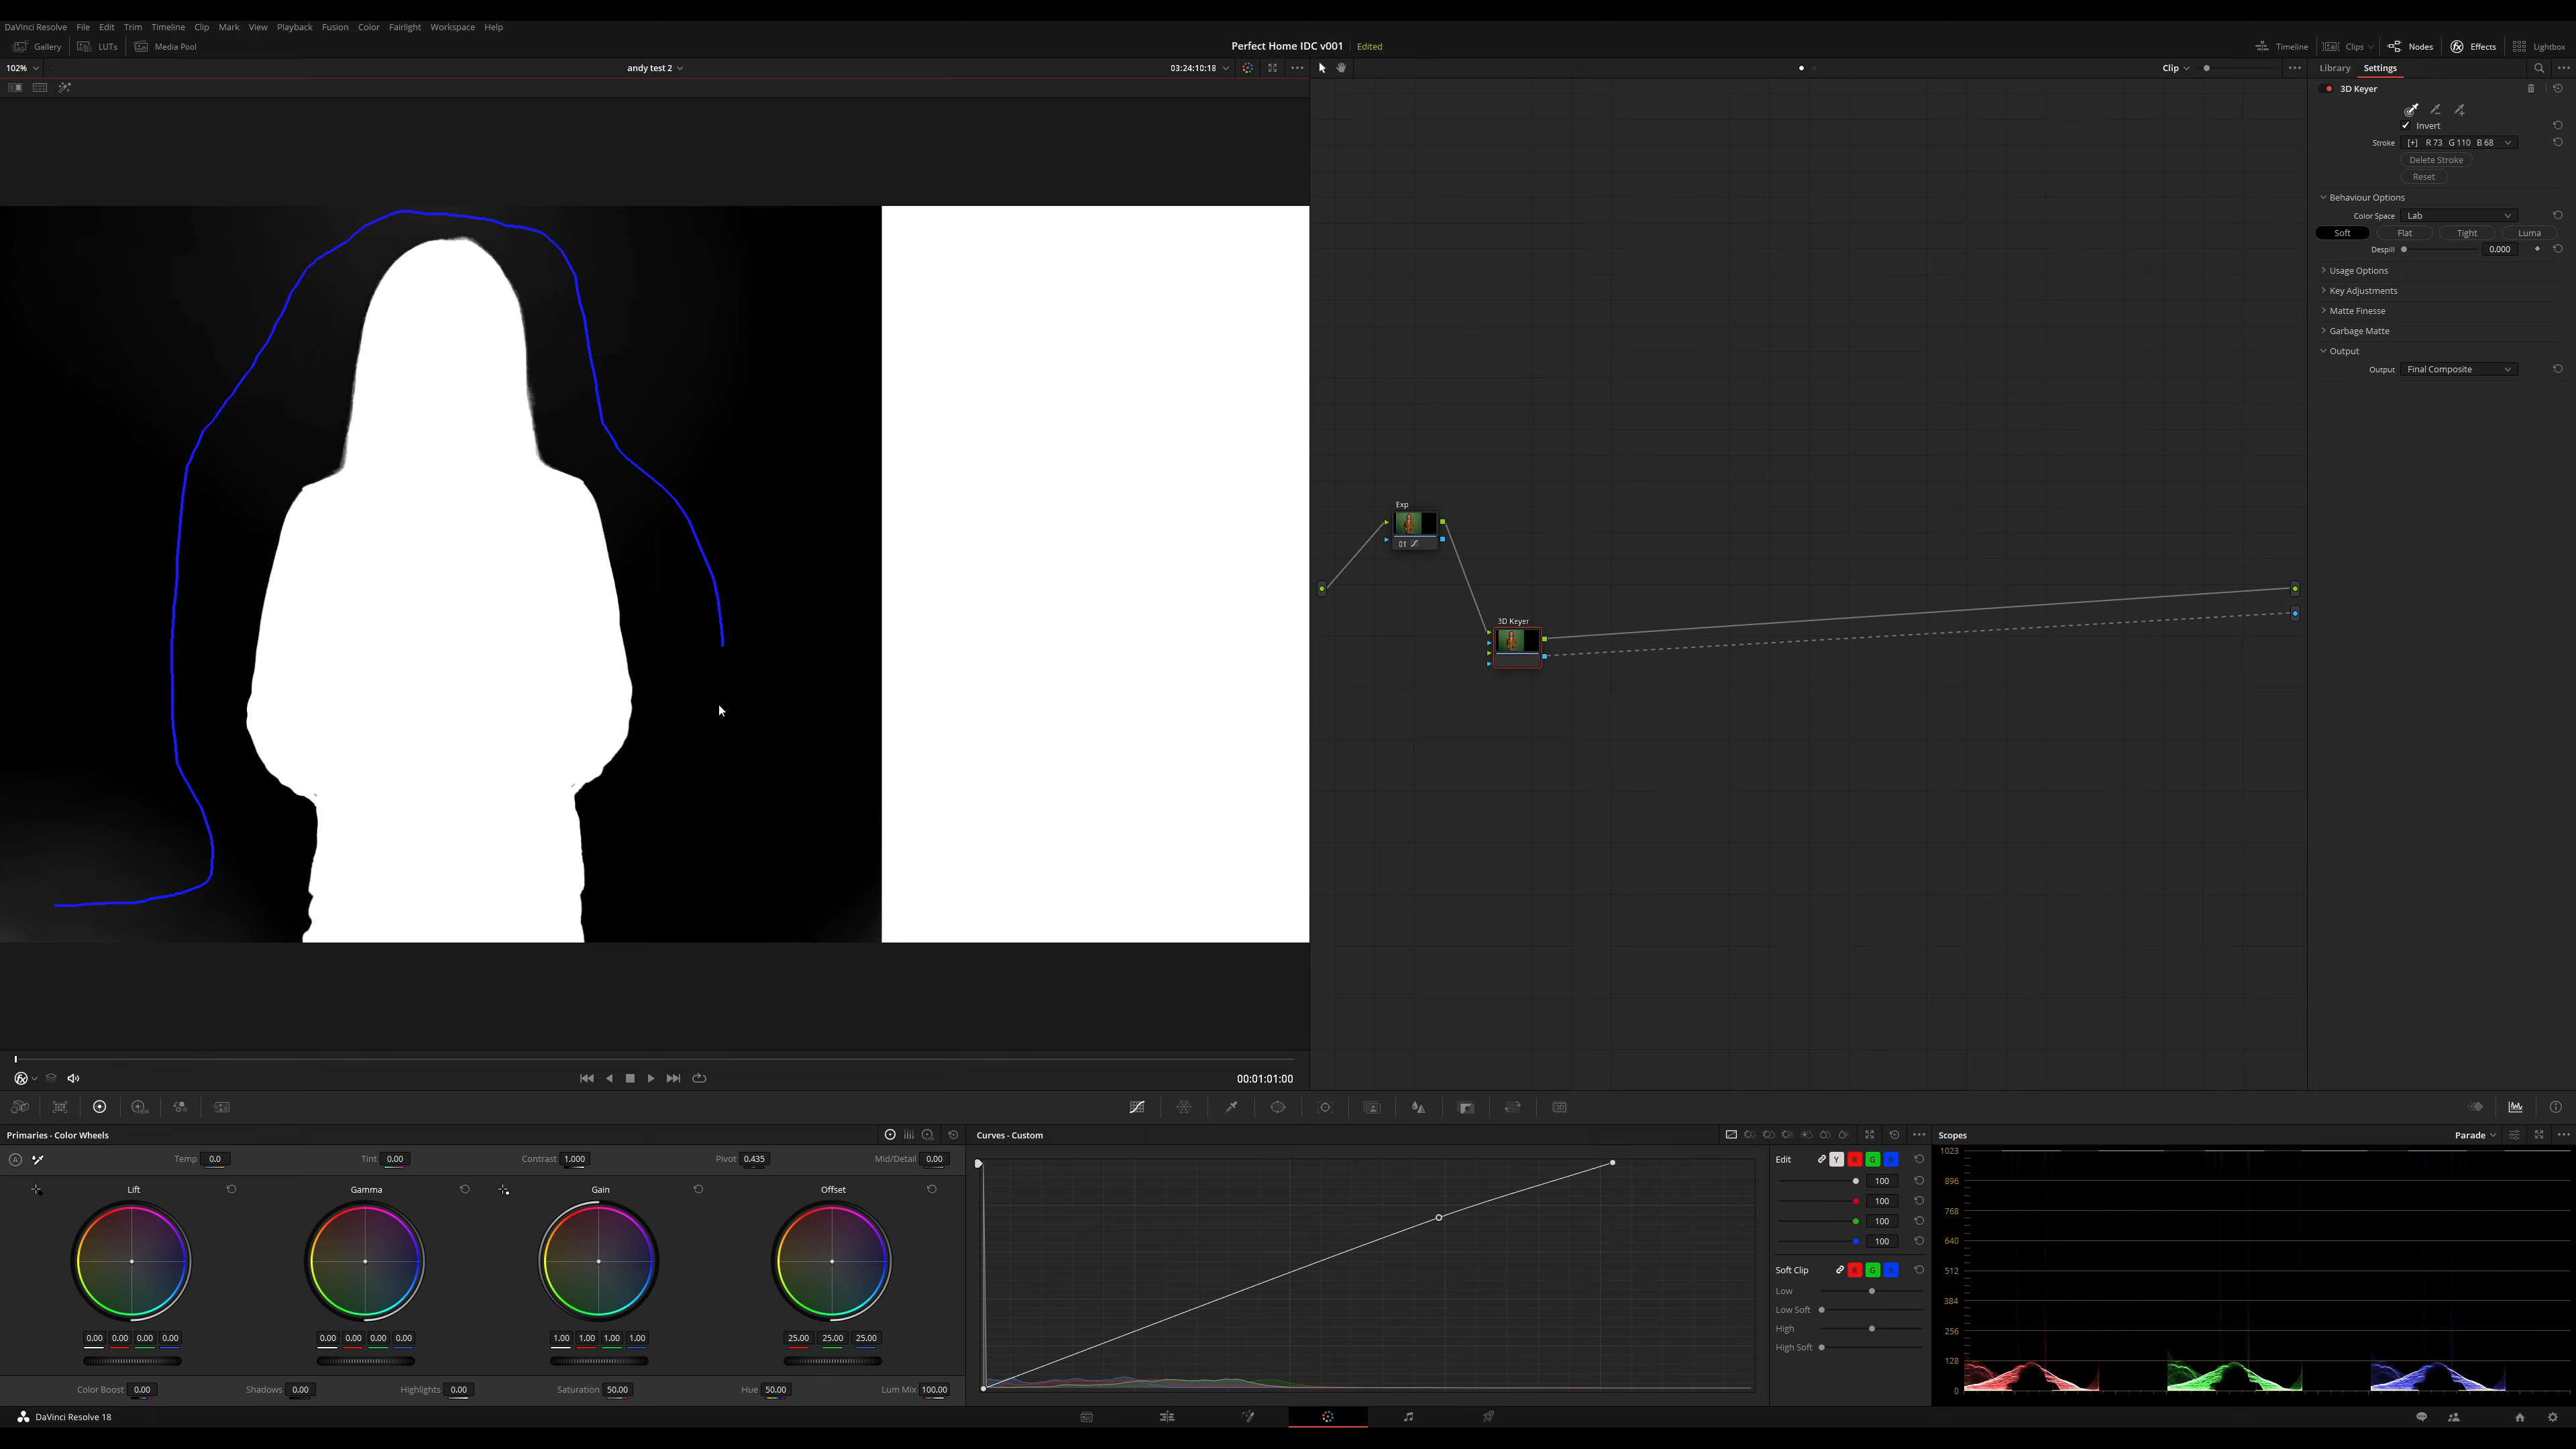 DaVinci Resolve File Edit Trim Timeline Clip Mark View Playback Fusion Color Fairlight Workspace Help
Gallery LUTs Media Pool Perfect Home IDC v001 Edited Timeline Clips Nodes Effects Lightbox
102% andy test 2 03:24:10:18 Clip Library Settings
3D Keyer
Invert
Stroke [+] R 73 G 110 B 68
Delete Stroke
Reset
Behaviour Options
Color Space Lab
Soft Flat Tight Luma
Despill 0.000
Usage Options
Key Adjustments
Matte Finesse
Garbage Matte
Output
Output Final Composite
Exp
01
3D Keyer
00:01:01:00
Primaries - Color Wheels
Curves - Custom
Scopes Parade
A Temp 0.0 Tint 0.00 Contrast 1.000 Pivot 0.435 Mid/Detail 0.00
Lift Gamma Gain Offset
0.00 0.00 0.00 0.00
0.00 0.00 0.00 0.00
1.00 1.00 1.00 1.00
25.00 25.00 25.00
Color Boost 0.00 Shadows 0.00 Highlights 0.00 Saturation 50.00 Hue 50.00 Lum Mix 100.00
Edit Y R G B
100
100
100
100
Soft Clip R G B
Low
Low Soft
High
High Soft
1023
896
768
640
512
384
256
128
0
DaVinci Resolve 18